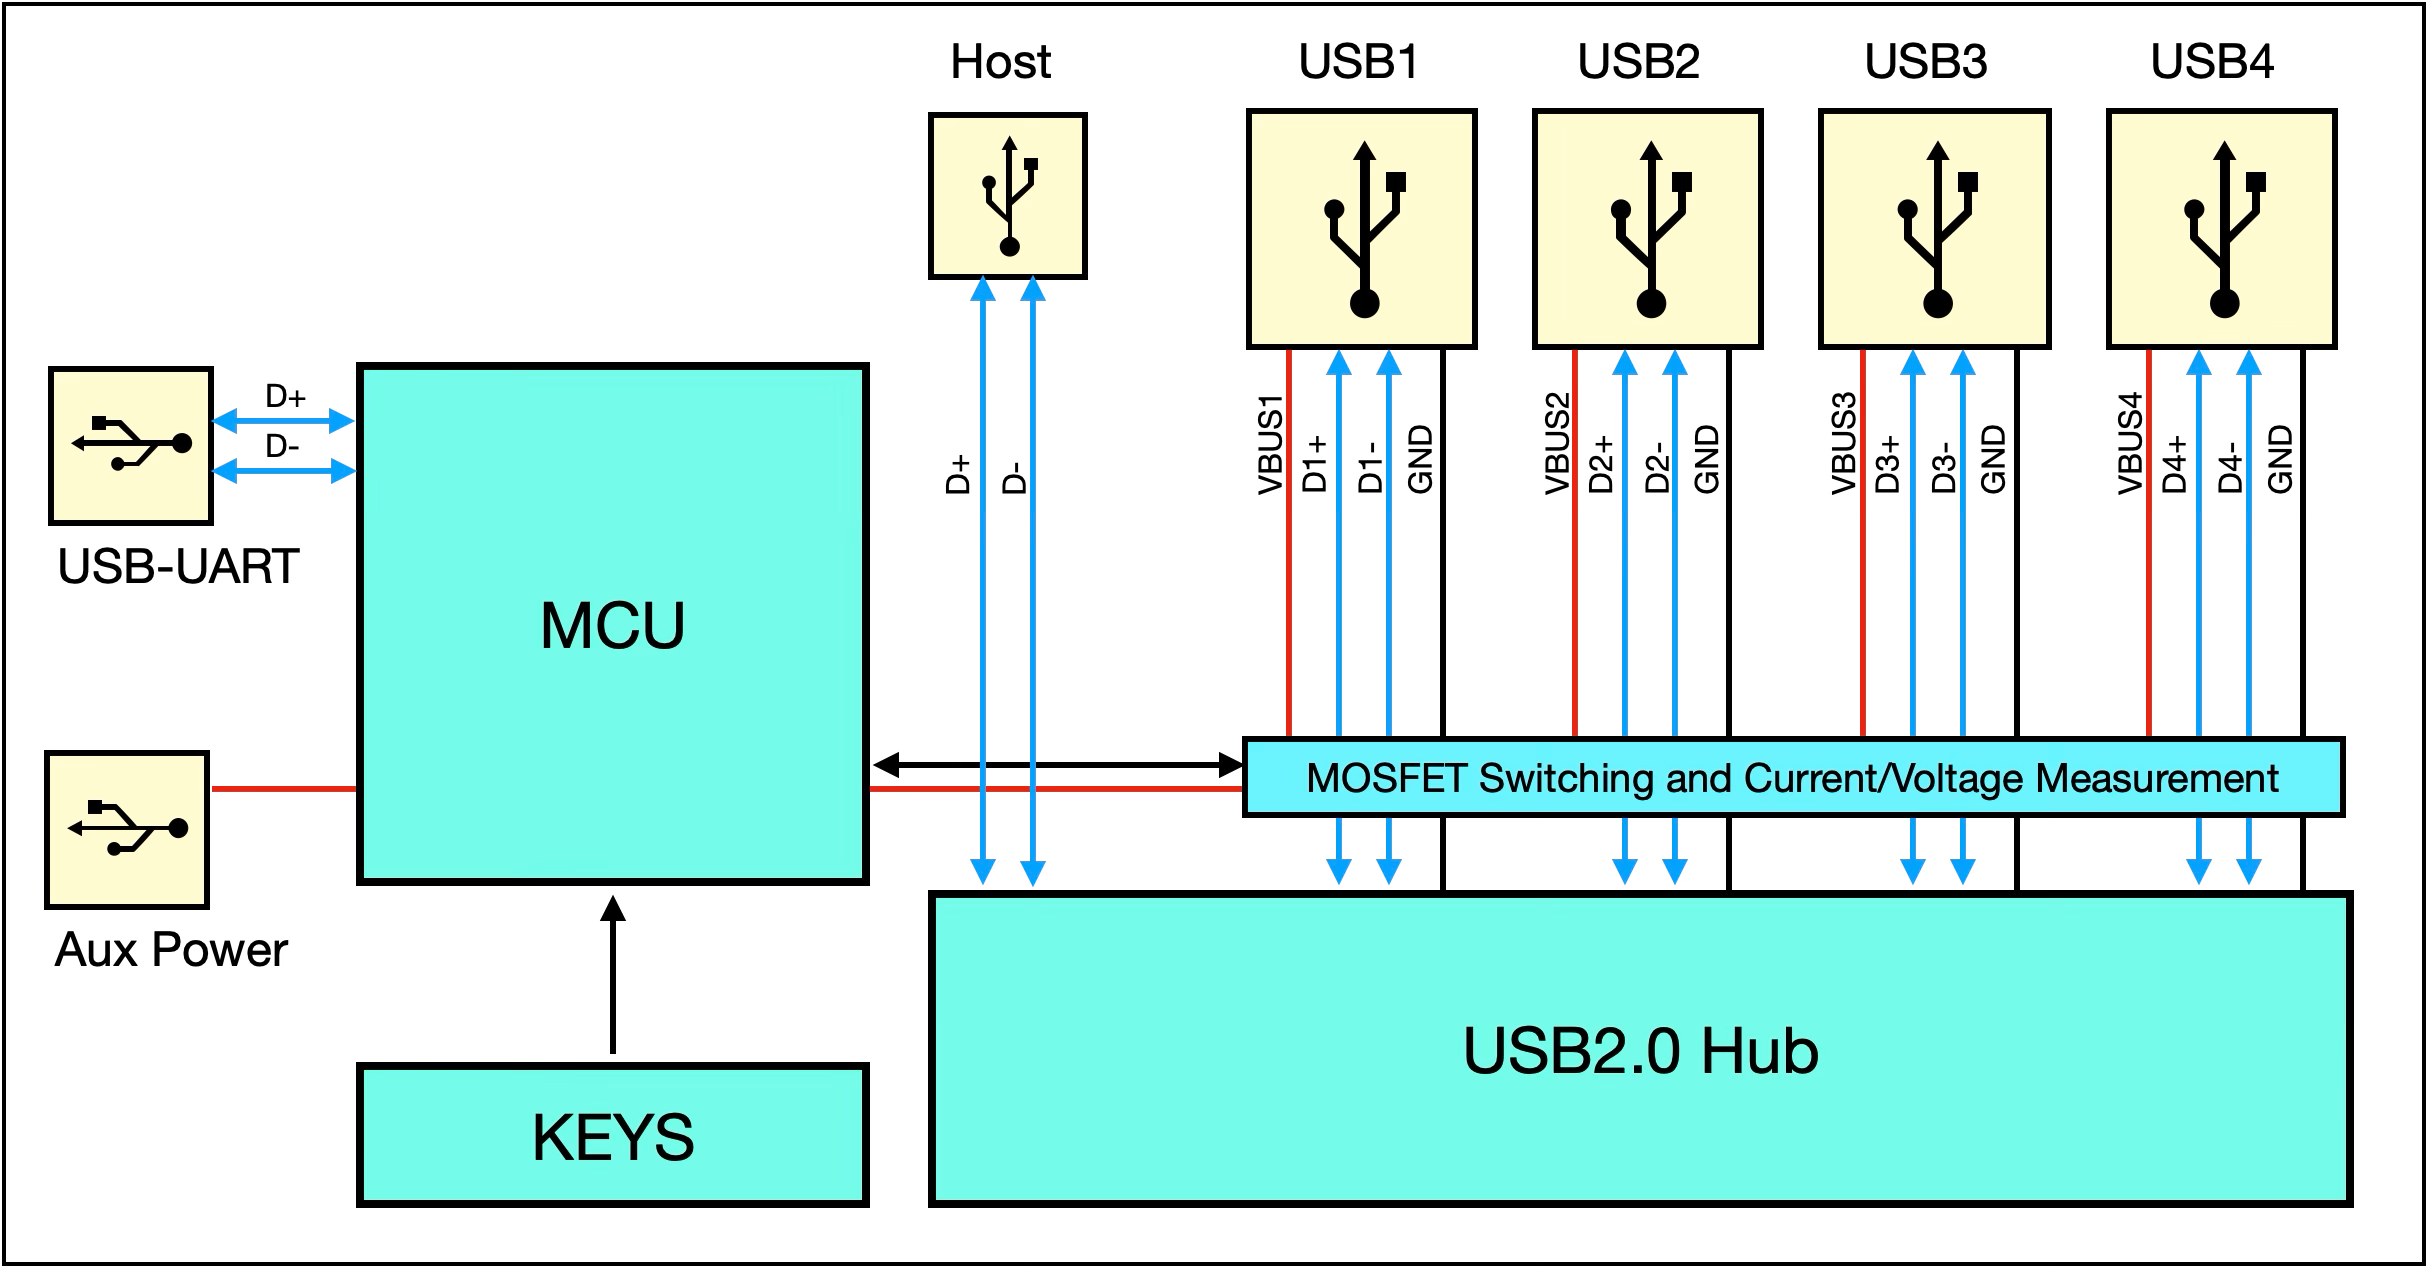 Host
USB1
USB2
USB3
USB4
D+
D-
USB-UART
MCU
D+
D-
VBUS1
D1+
D1-
GND
VBUS2
D2+
D2-
GND
VBUS3
D3+
D3-
GND
VBUS4
D4+
D4-
GND
MOSFET Switching and Current/Voltage Measurement
Aux Power
KEYS
USB2.0 Hub